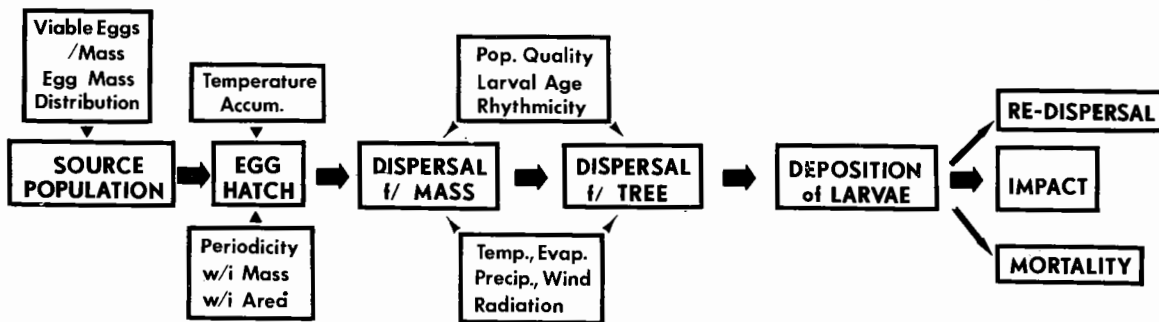 Viable Eggs
/Mass
Egg Mass
Distribution
SOURCE
POPULATION
Temperature
Accum.
EGG
HATCH
Periodicity
w/i Mass
w/i Area
Pop. Quality
Larval Age
Rhythmicity
DISPERSAL
f/ MASS
DISPERSAL
f/ TREE
Temp., Evap.
Precip., Wind
Radiation
DEPOSITION
of LARVAE
RE-DISPERSAL
IMPACT
MORTALITY